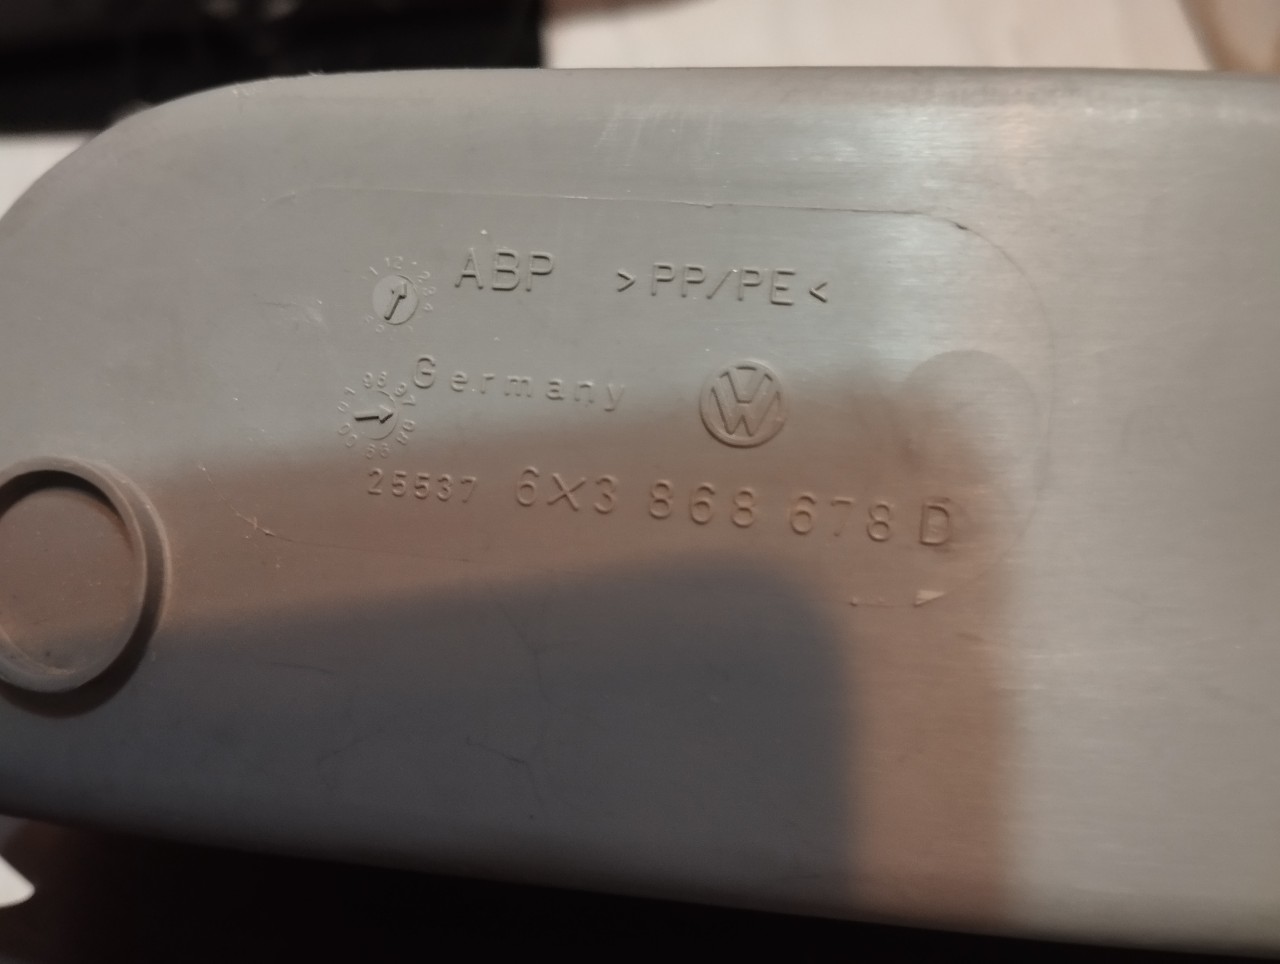 ABP >PP/PE<
Germany
25537 6X3 868 678 D